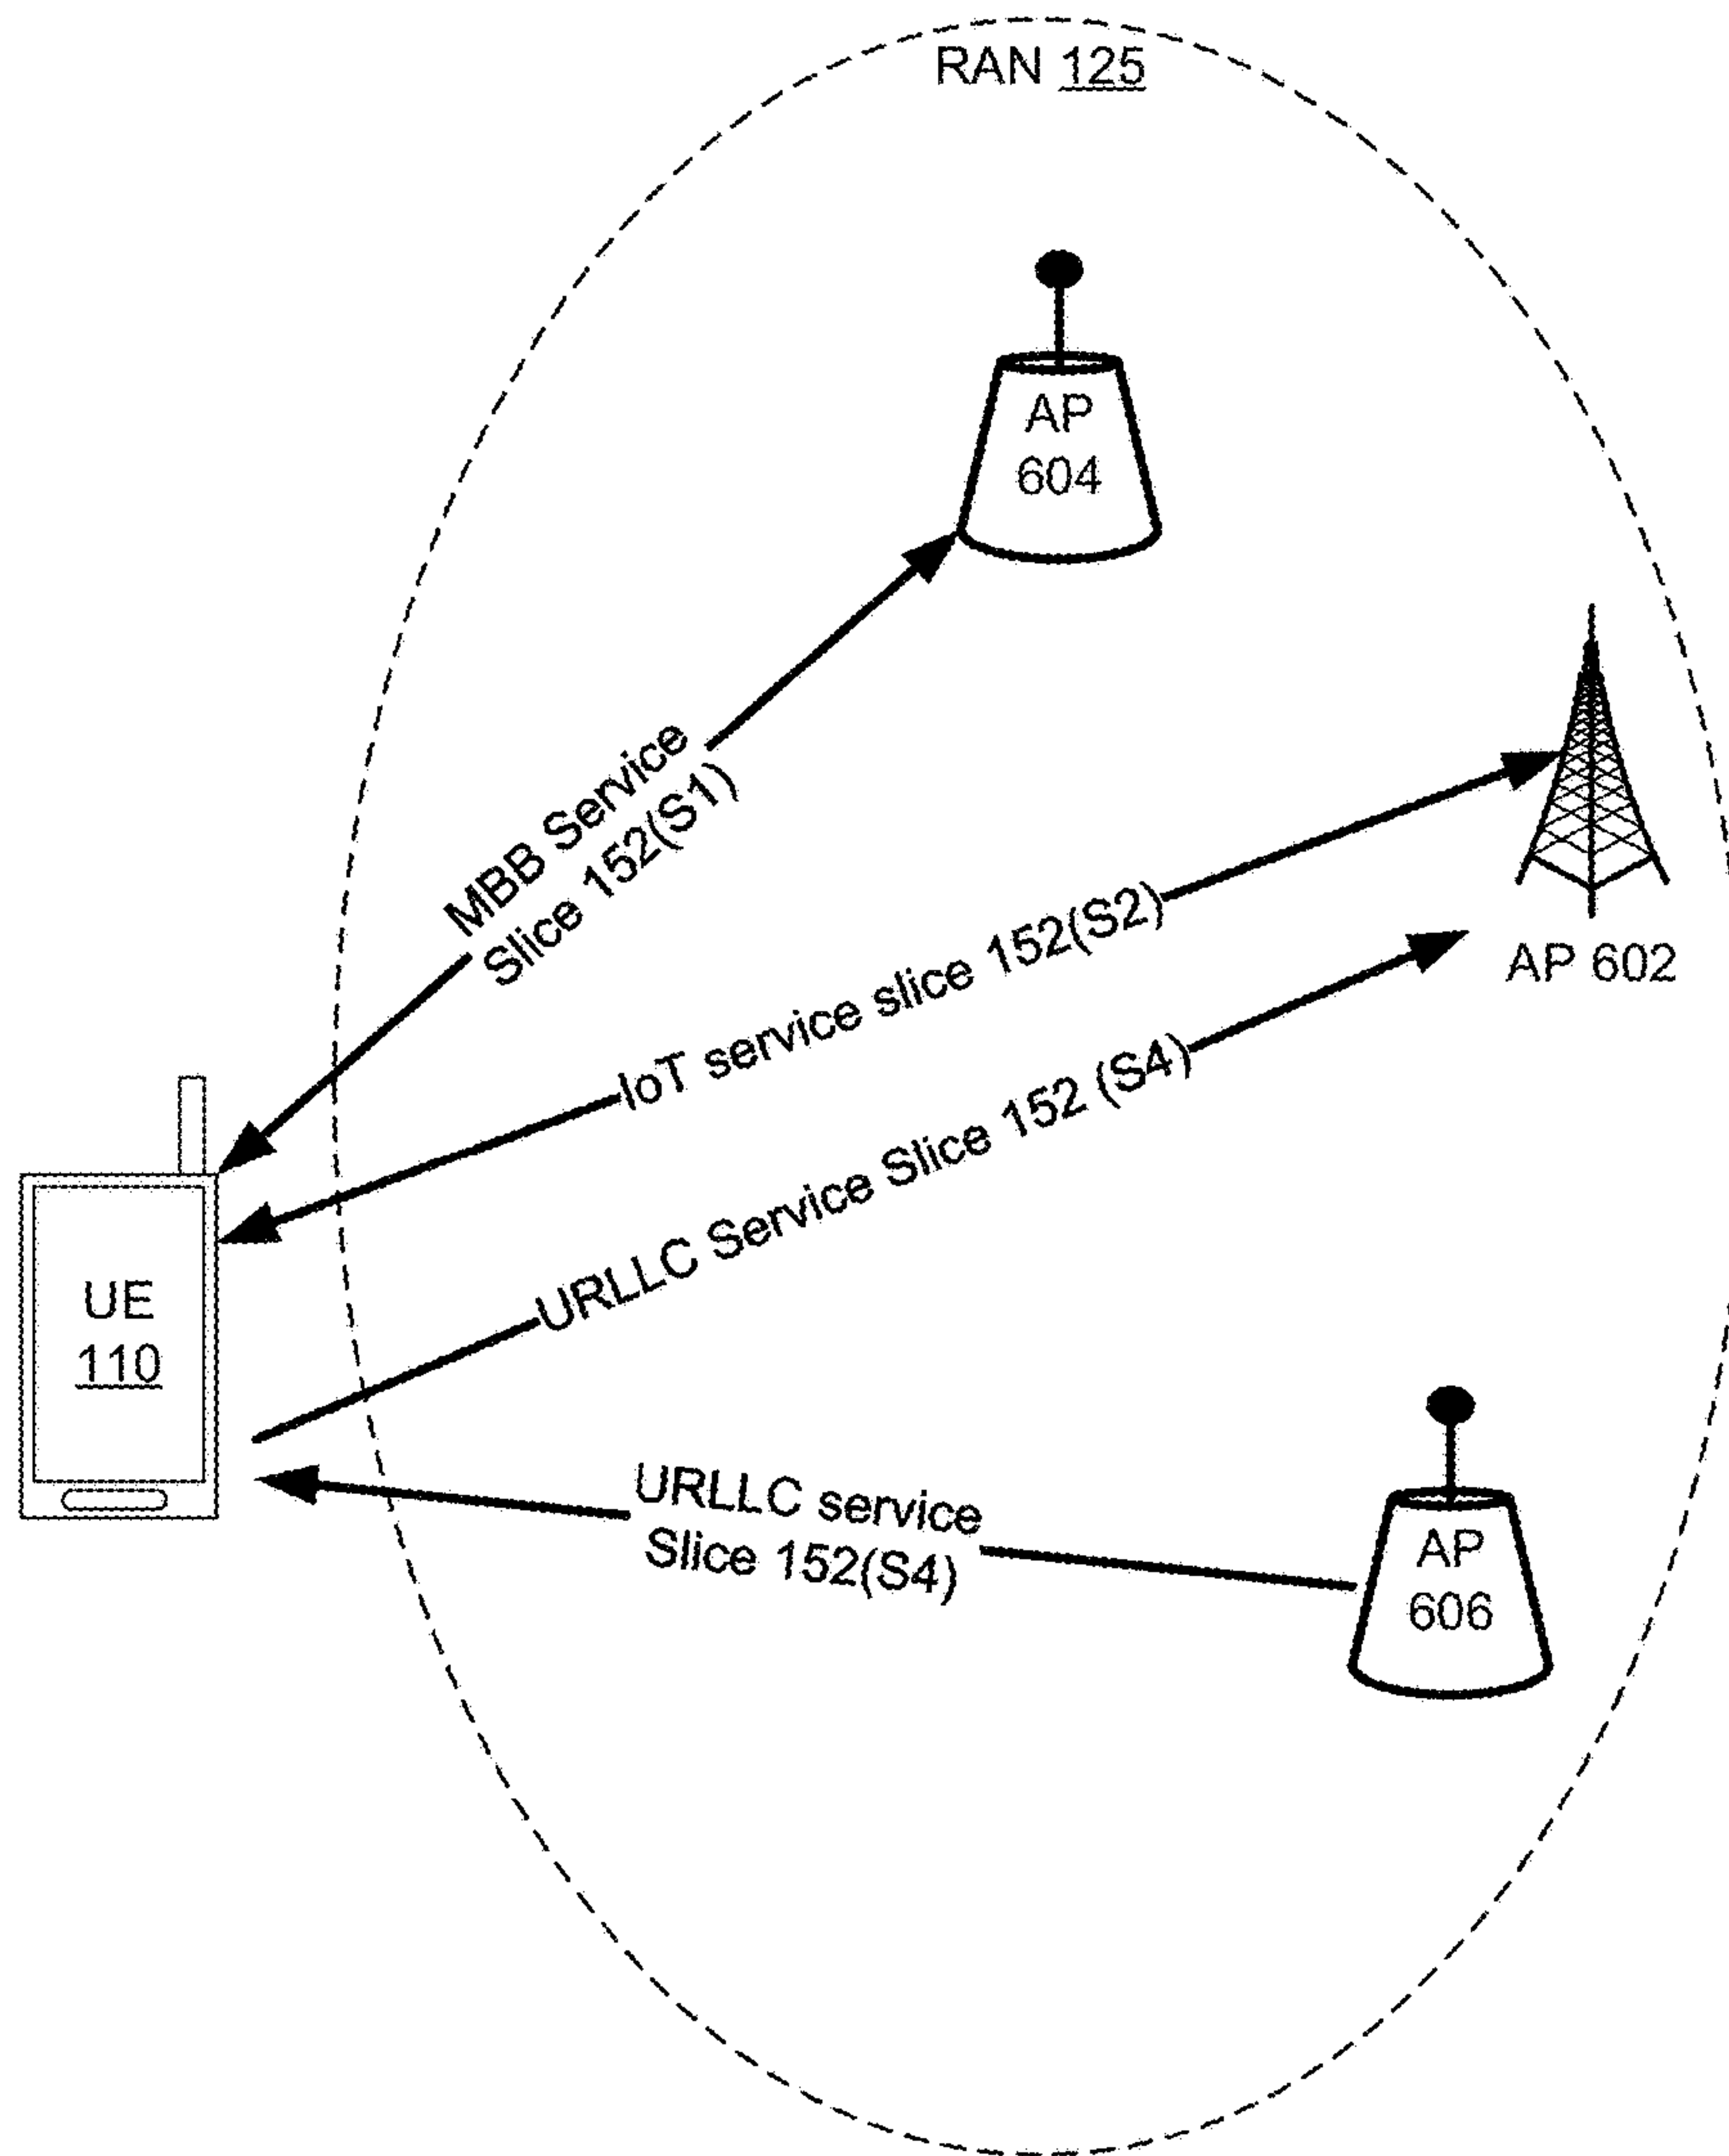 RAN 125
AP
604
MBB Service
Slice 152(S1)
IoT service slice 152(S2)
AP 602
URLLC Service Slice 152 (S4)
UE
110
URLLC service
Slice 152(S4)
AP
606